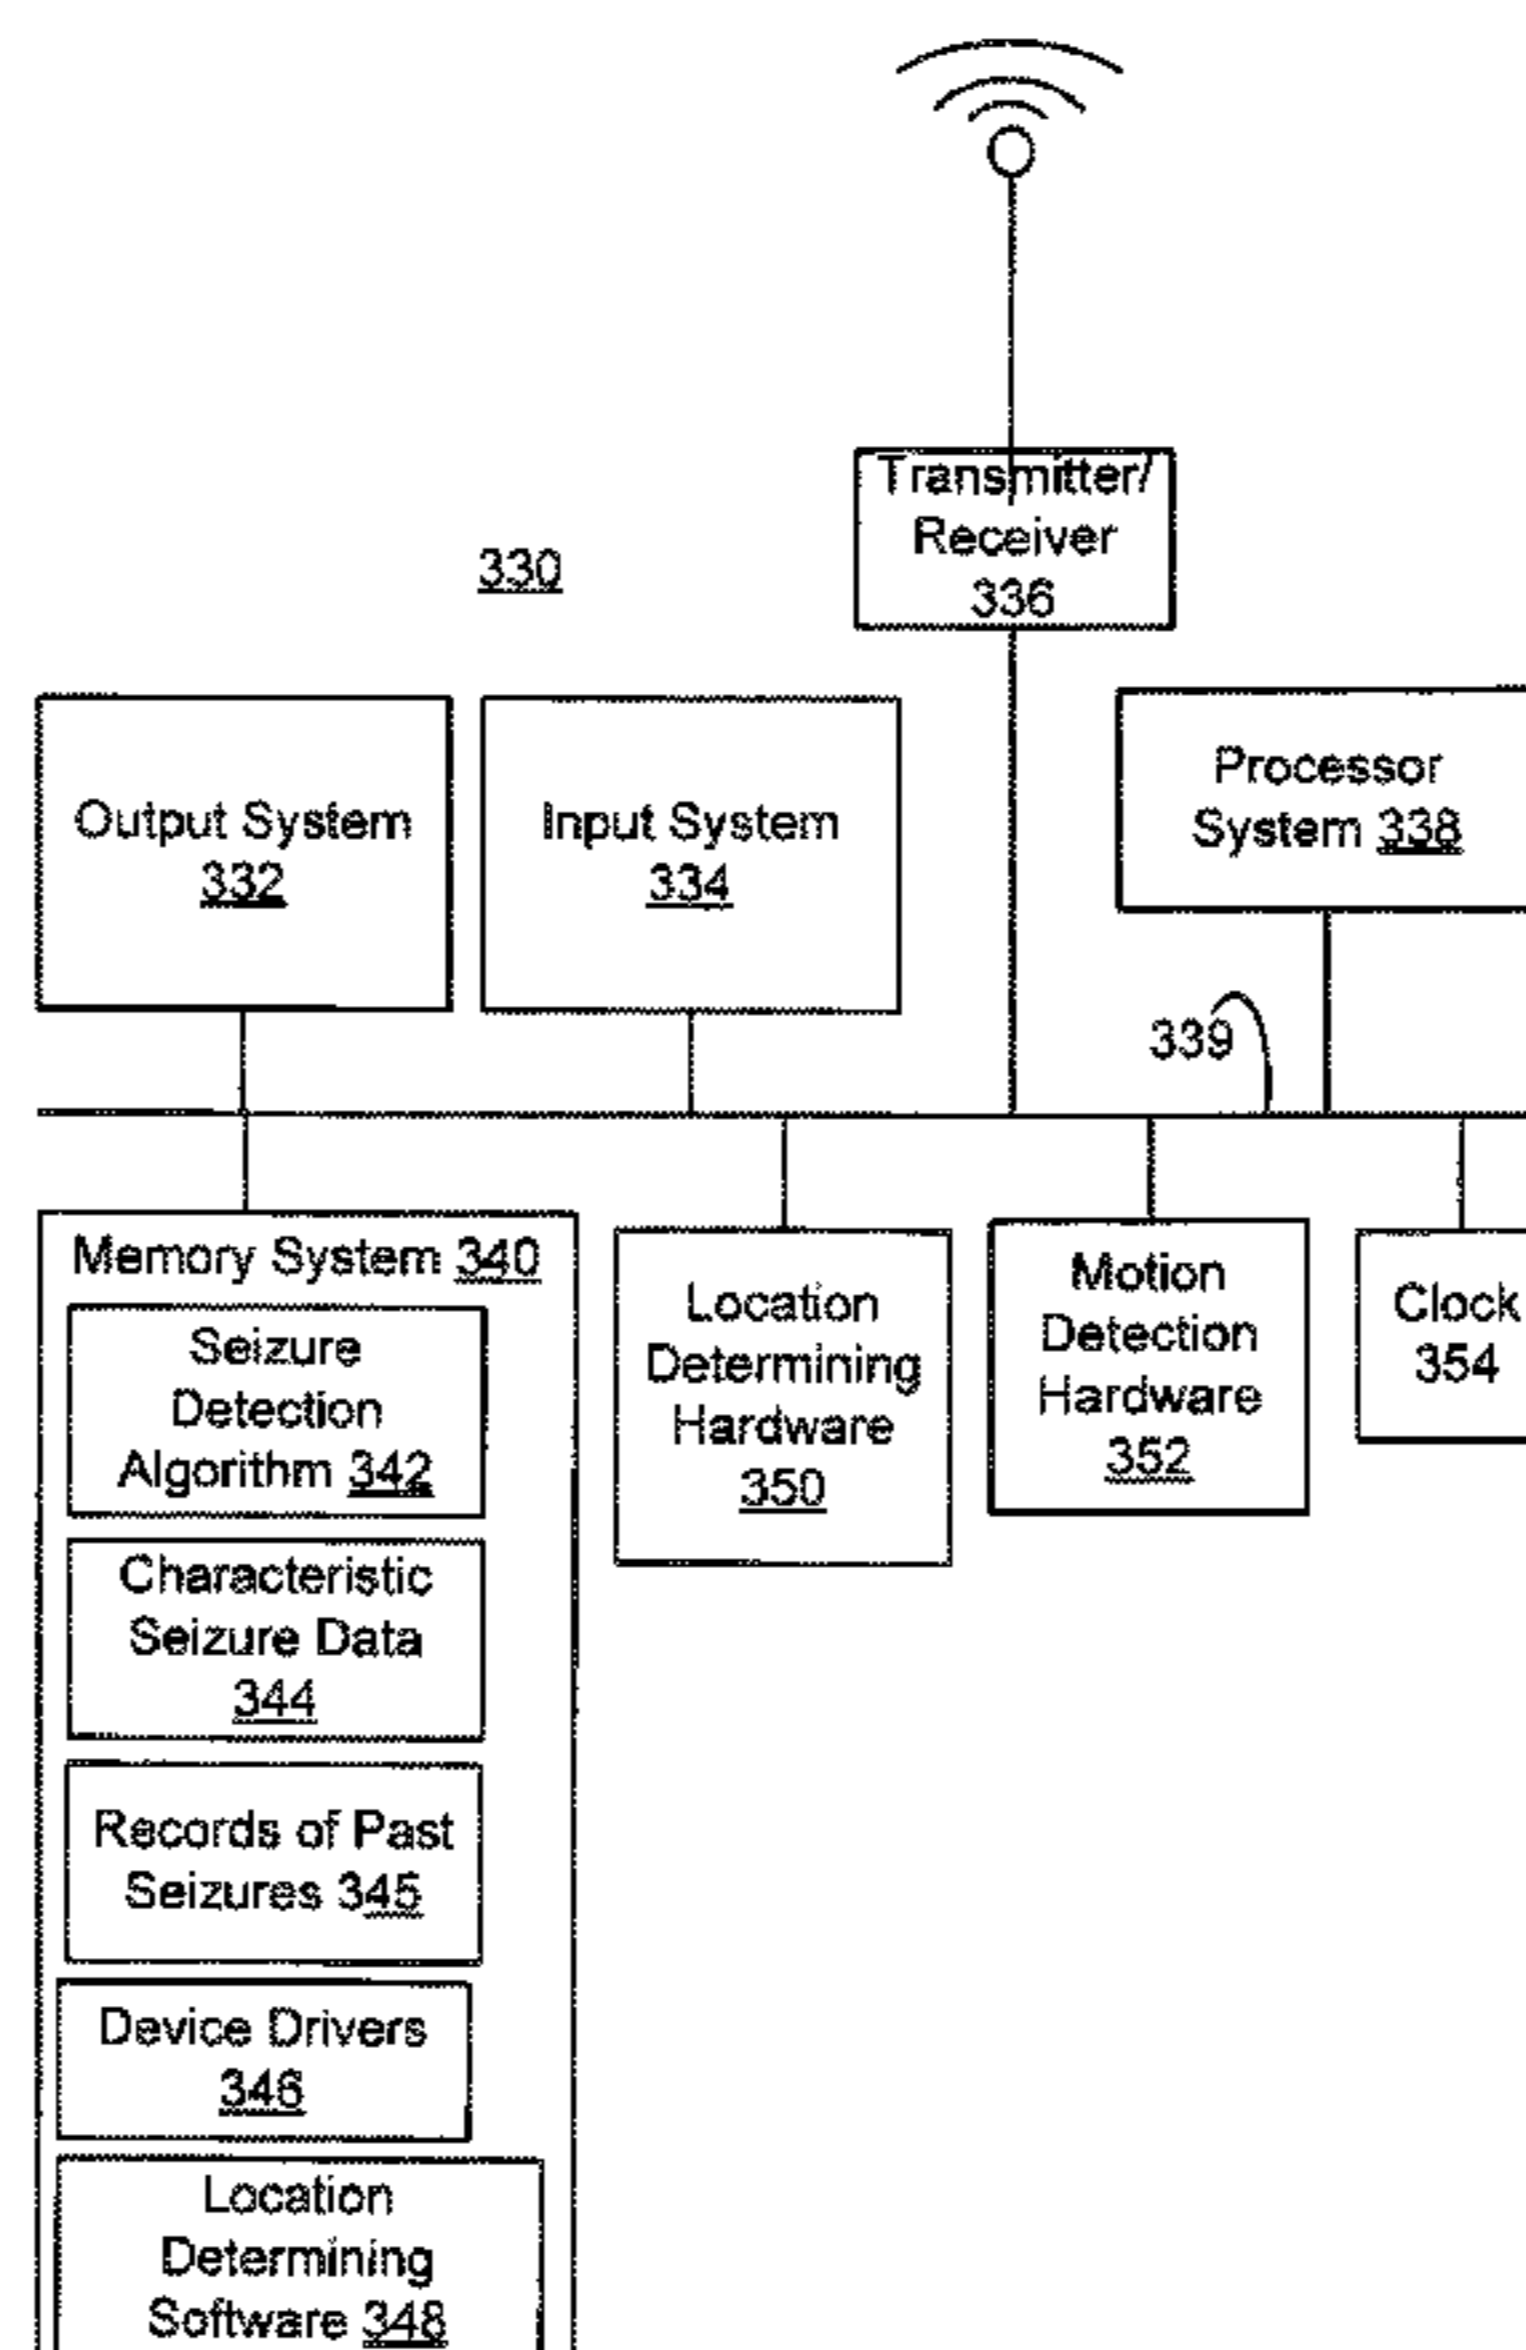 Transmitter/
Receiver
336
330
Output System
332
Input System
334
Processor
System 338
339
Memory System 340
Seizure
Detection
Algorithm 342
Characteristic
Seizure Data
344
Records of Past
Seizures 345
Device Drivers
346
Location
Determining
Software 348
Location
Determining
Hardware
350
Motion
Detection
Hardware
352
Clock
354